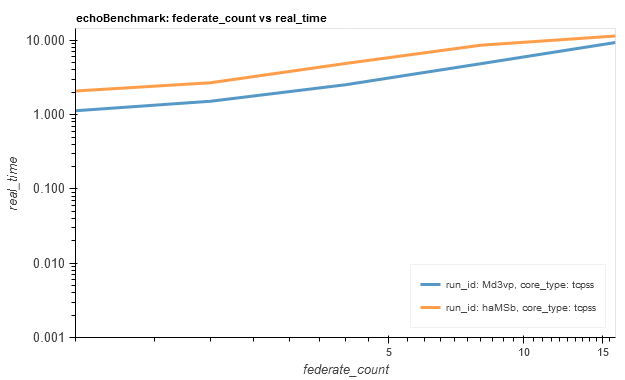 echoBenchmark: federate_count vs real_time
10.000
1.000
0.100
0.010
0.001
real_time
run_id: Md3vp, core_type: tcpss
run_id: haMSb, core_type: tcpss
5
10
15
federate_count